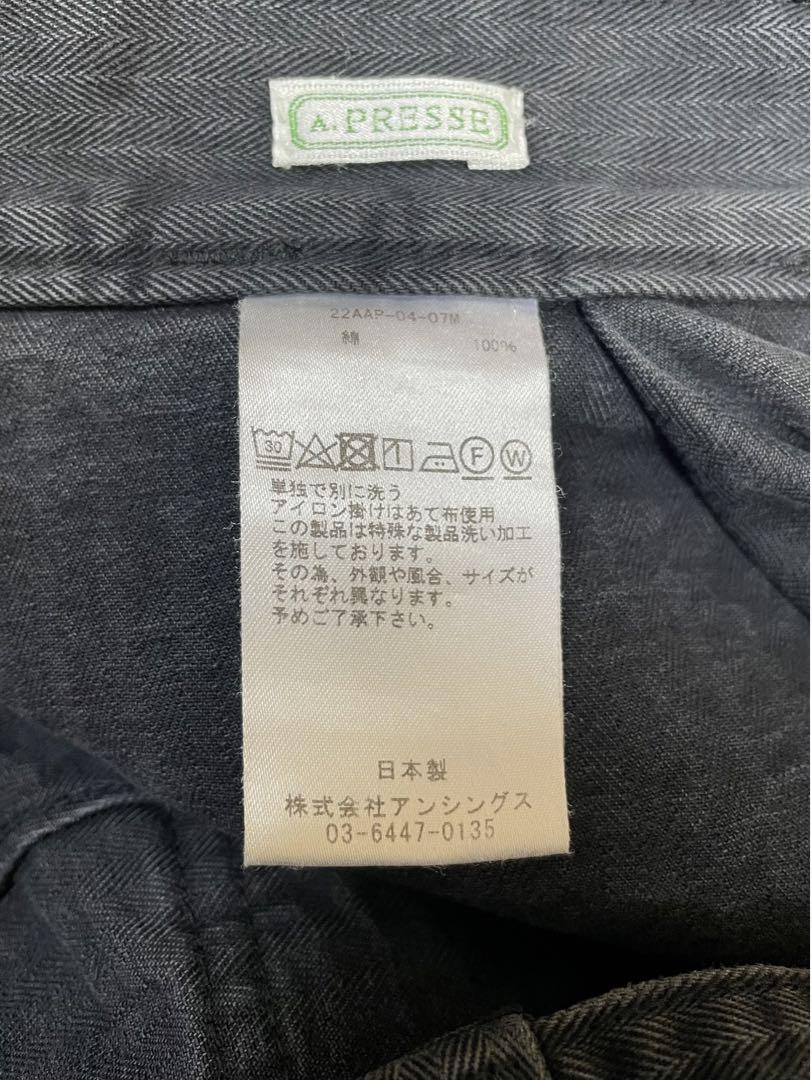 A. PRESSE
22AAP-04-07M
綿 100%
30 F W
単独で別に洗う
アイロン掛けはあて布使用
この製品は特殊な製品洗い加工
を施しております。
その為、外観や風合、サイズが
それぞれ異なります。
予めご了承下さい。
日本製
株式会社アンシングス
03-6447-0135